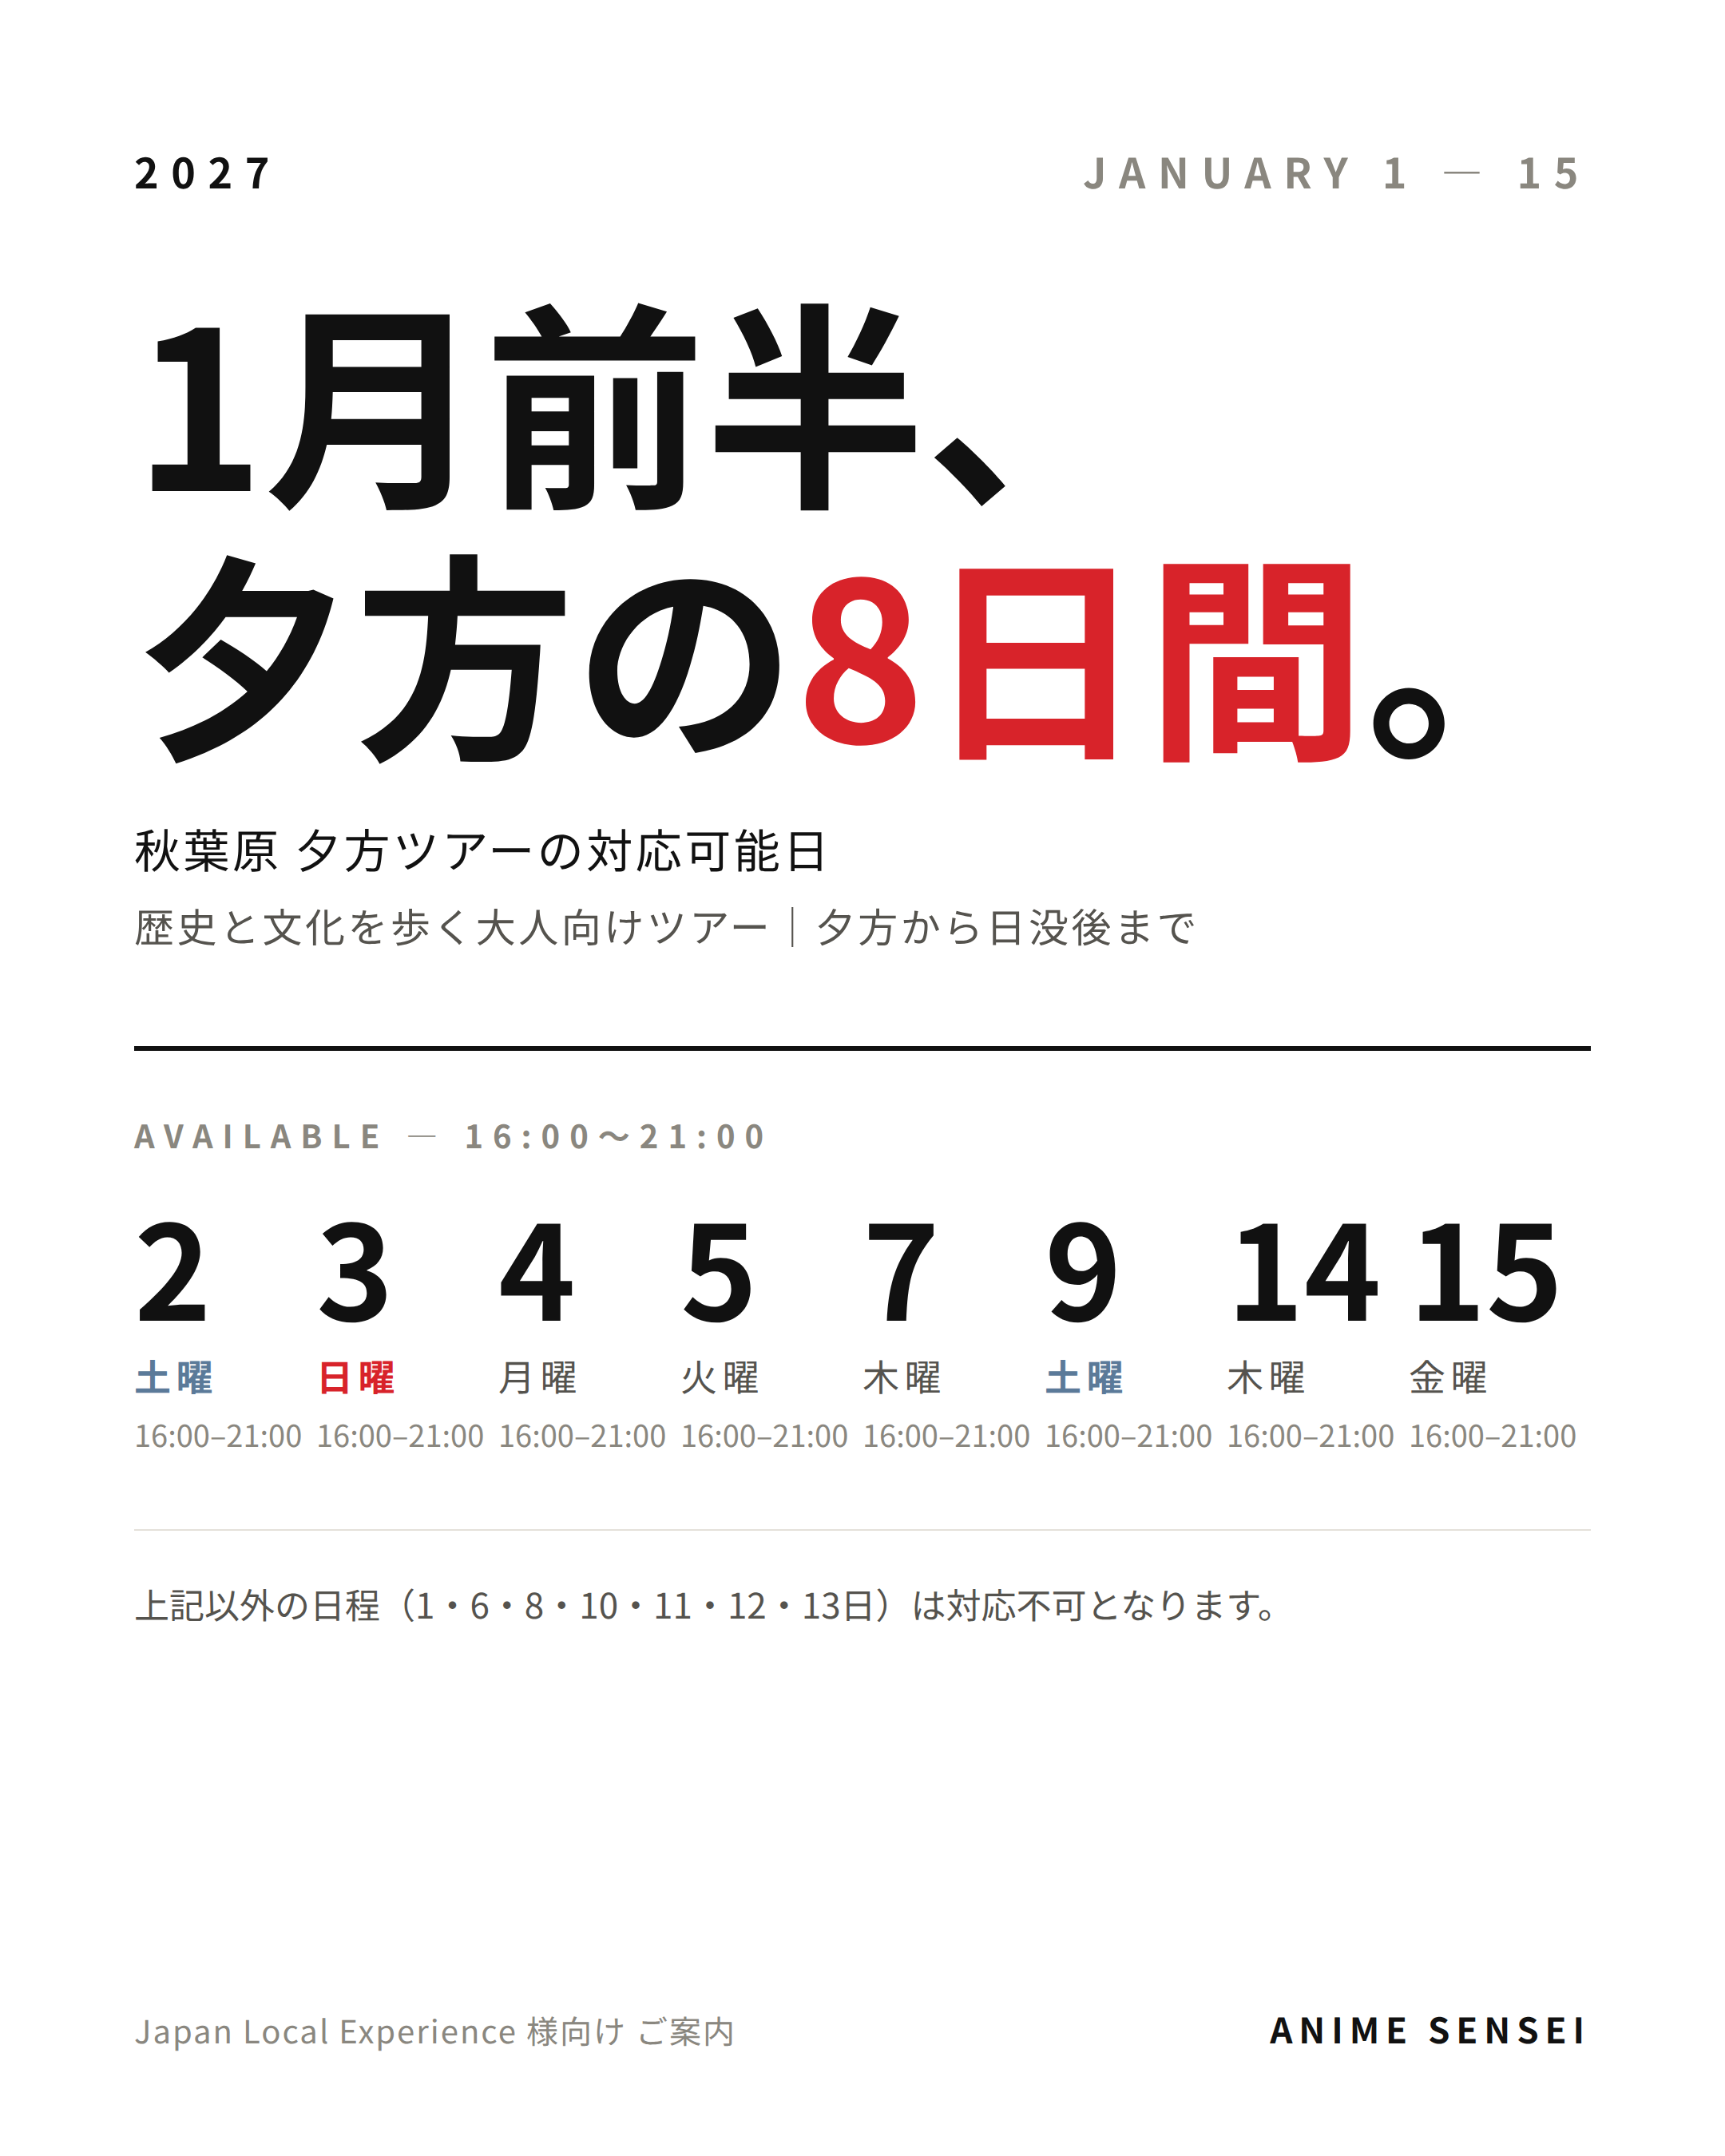 2027 JANUARY 1 — 15
1月前半、
夕方の8日間。
秋葉原 夕方ツアーの対応可能日
歴史と文化を歩く大人向けツアー｜夕方から日没後まで
AVAILABLE — 16:00〜21:00
2 3 4 5 7 9 14 15
土曜 日曜 月曜 火曜 木曜 土曜 木曜 金曜
16:00–21:00 16:00–21:00 16:00–21:00 16:00–21:00 16:00–21:00 16:00–21:00 16:00–21:00 16:00–21:00
上記以外の日程（1・6・8・10・11・12・13日）は対応不可となります。
Japan Local Experience 様向け ご案内 ANIME SENSEI